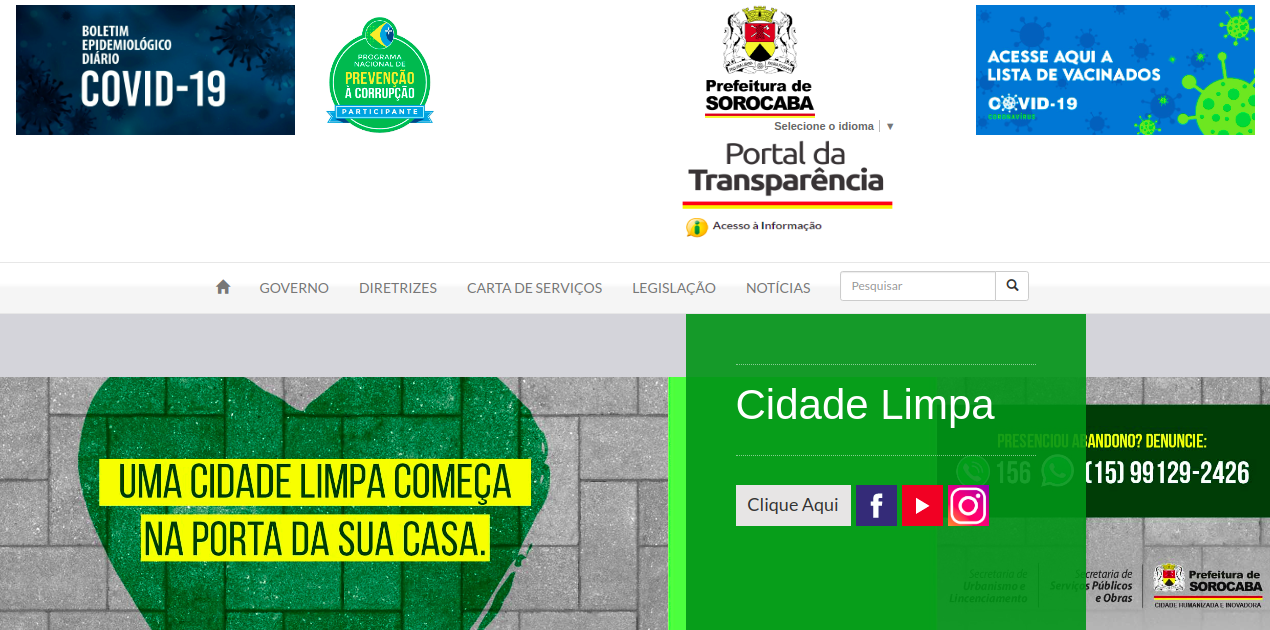 BOLETIM
EPIDEMIOLÓGICO
DIÁRIO
COVID-19
PROGRAMA
NACIONAL DE
PREVENÇÃO
À CORRUPÇÃO
PARTICIPANTE
Prefeitura de
SOROCABA
ACESSE AQUI A
LISTA DE VACINADOS
COVID-19
CORONAVÍRUS
Selecione o idioma ▼
Portal da
Transparência
Acesso à Informação
GOVERNO DIRETRIZES CARTA DE SERVIÇOS LEGISLAÇÃO NOTÍCIAS Pesquisar
UMA CIDADE LIMPA COMEÇA
NA PORTA DA SUA CASA.
Cidade Limpa
Clique Aqui
PRESENCIOU ABANDONO? DENUNCIE:
156 (15) 99129-2426
Secretaria de
Urbanismo e
Licenciamento
Secretaria de
Serviços Públicos
e Obras
Prefeitura de
SOROCABA
CIDADE HUMANIZADA E INOVADORA